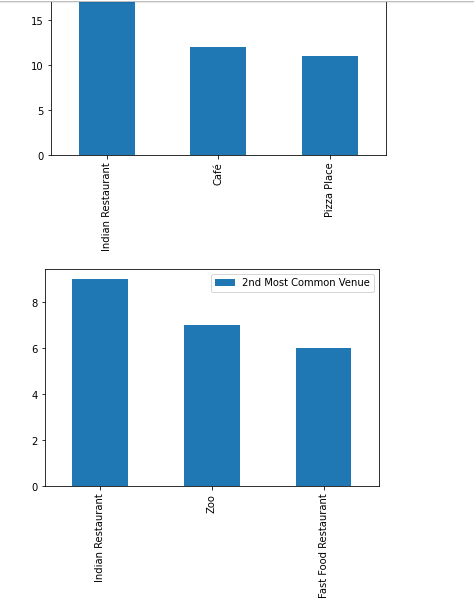 15
10
5
0
Indian Restaurant
Café
Pizza Place
2nd Most Common Venue
8
6
4
2
0
Indian Restaurant
Zoo
Fast Food Restaurant